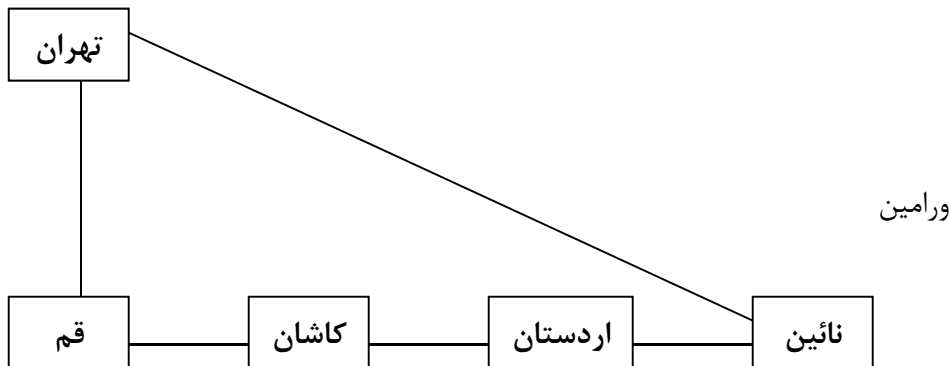 تهران
ورامین
نائین
اردستان
کاشان
قم